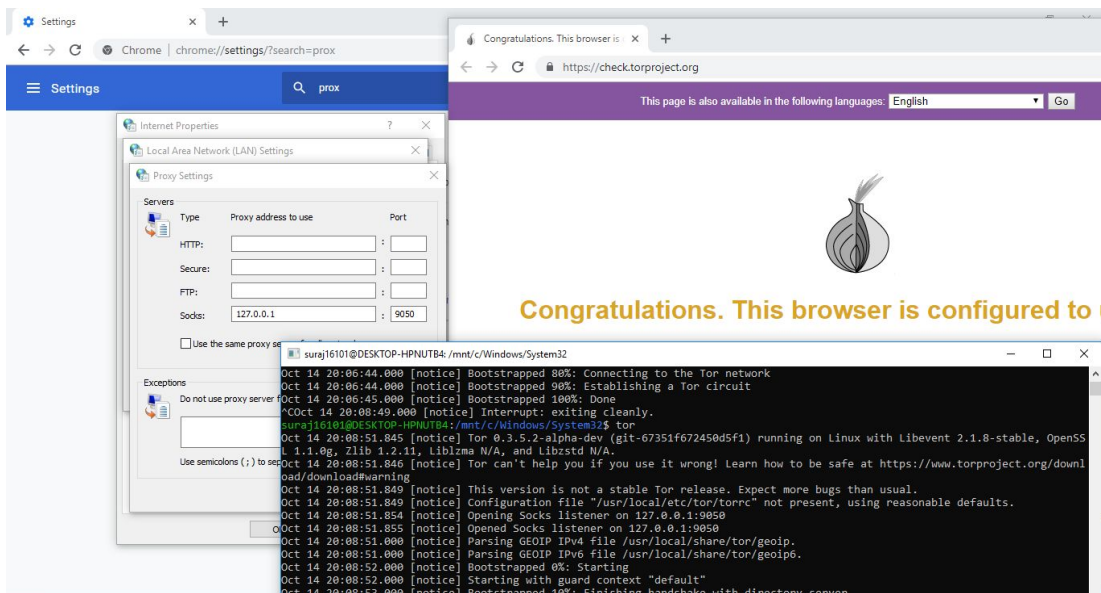 Settings
Chrome | chrome://settings/?search=prox
Settings
prox
Congratulations. This browser is
https://check.torproject.org
This page is also available in the following languages: English Go
Congratulations. This browser is configured to
Internet Properties
Local Area Network (LAN) Settings
Proxy Settings
Servers
Type Proxy address to use Port
HTTP: :
Secure: :
FTP: :
Socks: 127.0.0.1 : 9050
Use the same proxy
Exceptions
Do not use proxy server
Use semicolons ( ; ) to
suraj16101@DESKTOP-HPNUTB4: /mnt/c/Windows/System32
Oct 14 20:06:44.000 [notice] Bootstrapped 80%: Connecting to the Tor network
Oct 14 20:06:44.000 [notice] Bootstrapped 90%: Establishing a Tor circuit
Oct 14 20:06:45.000 [notice] Bootstrapped 100%: Done
^COct 14 20:08:49.000 [notice] Interrupt: exiting cleanly.
suraj16101@DESKTOP-HPNUTB4:/mnt/c/Windows/System32$ tor
Oct 14 20:08:51.845 [notice] Tor 0.3.5.2-alpha-dev (git-67351f672450d5f1) running on Linux with Libevent 2.1.8-stable, OpenSS
L 1.1.0g, Zlib 1.2.11, Liblzma N/A, and Libzstd N/A.
Oct 14 20:08:51.846 [notice] Tor can't help you if you use it wrong! Learn how to be safe at https://www.torproject.org/downl
oad/download#warning
Oct 14 20:08:51.849 [notice] This version is not a stable Tor release. Expect more bugs than usual.
Oct 14 20:08:51.849 [notice] Configuration file "/usr/local/etc/tor/torrc" not present, using reasonable defaults.
Oct 14 20:08:51.854 [notice] Opening Socks listener on 127.0.0.1:9050
Oct 14 20:08:51.855 [notice] Opened Socks listener on 127.0.0.1:9050
Oct 14 20:08:51.000 [notice] Parsing GEOIP IPv4 file /usr/local/share/tor/geoip.
Oct 14 20:08:51.000 [notice] Parsing GEOIP IPv6 file /usr/local/share/tor/geoip6.
Oct 14 20:08:52.000 [notice] Bootstrapped 0%: Starting
Oct 14 20:08:52.000 [notice] Starting with guard context "default"
Oct 14 20:08:53.000 [notice] Bootstrapped 10%: Finishing handshake with directory server